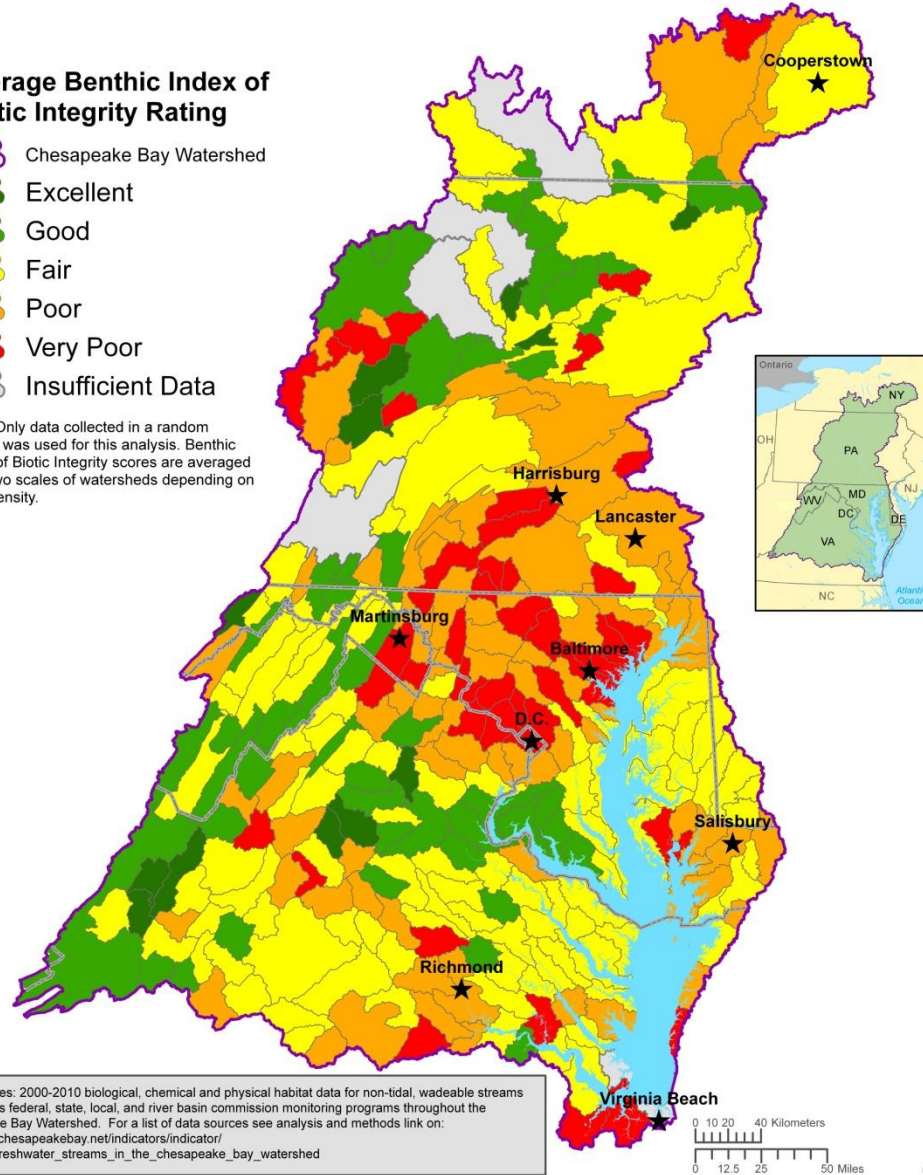 rage Benthic Index of
tic Integrity Rating
Chesapeake Bay Watershed
Excellent
Good
Fair
Poor
Very Poor
Insufficient Data
Only data collected in a random
was used for this analysis. Benthic
of Biotic Integrity scores are averaged
wo scales of watersheds depending on
ensity.
Cooperstown
Harrisburg
Lancaster
Martinsburg
Baltimore
D.C.
Salisbury
Richmond
Virginia Beach
Ontario
NY
OH
PA
NJ
WV
MD
DC
DE
VA
NC
Atlantic
Ocean
es: 2000-2010 biological, chemical and physical habitat data for non-tidal, wadeable streams
s federal, state, local, and river basin commission monitoring programs throughout the
e Bay Watershed. For a list of data sources see analysis and methods link on:
chesapeakebay.net/indicators/indicator/
reshwater_streams_in_the_chesapeake_bay_watershed
0 10 20 40 Kilometers
0 12.5 25 50 Miles